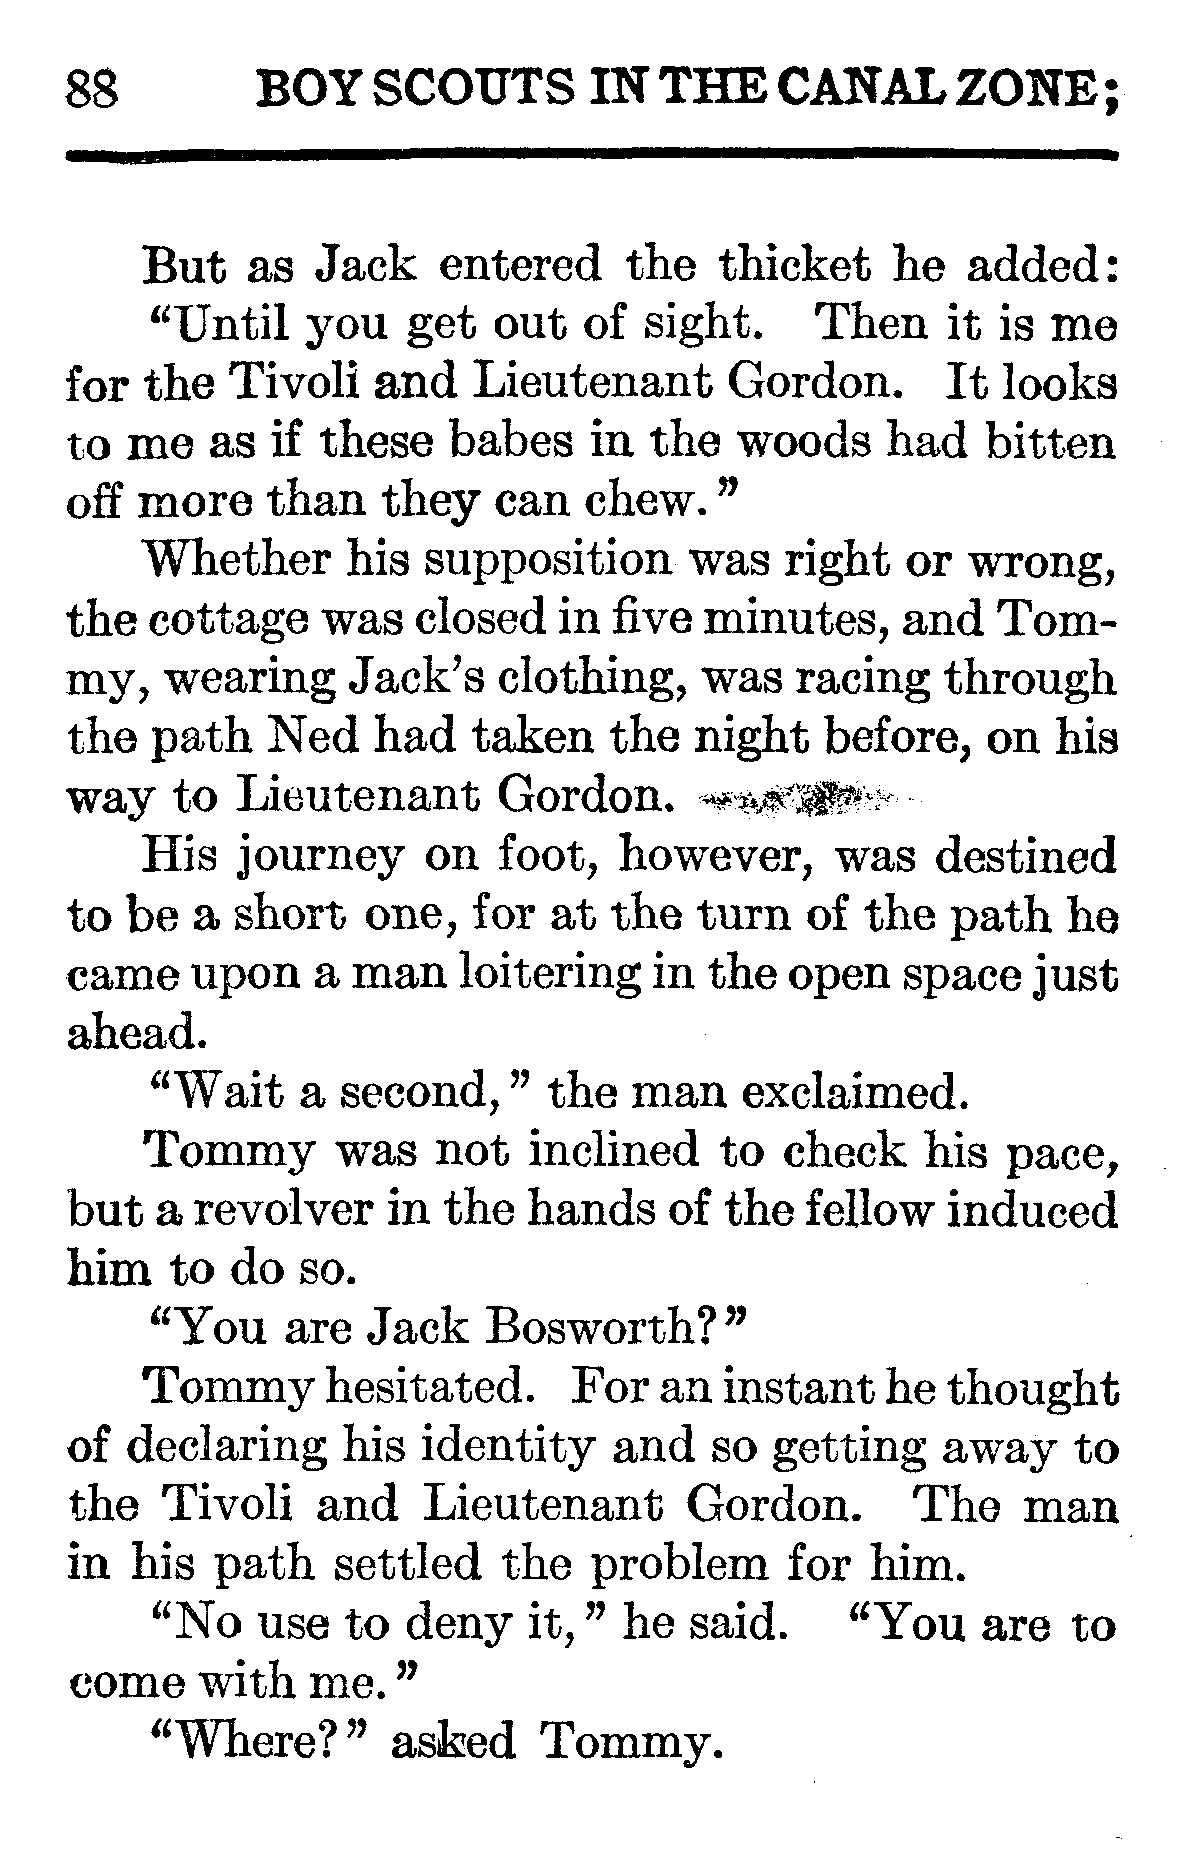 88 BOY SCOUTS IN THE CANAL ZONE;
But as Jack entered the thicket he added:
“Until you get out of sight. Then it is me
for the Tivoli and Lieutenant Gordon. It looks
to me as if these babes in the woods had bitten
off more than they can chew.”
Whether his supposition was right or wrong,
the cottage was closed in five minutes, and Tom-
my, wearing Jack’s clothing, was racing through
the path Ned had taken the night before, on his
way to Lieutenant Gordon.
His journey on foot, however, was destined
to be a short one, for at the turn of the path he
came upon a man loitering in the open space just
ahead.
“Wait a second,” the man exclaimed.
Tommy was not inclined to check his pace,
but a revolver in the hands of the fellow induced
him to do so.
“You are Jack Bosworth?”
Tommy hesitated. For an instant he thought
of declaring his identity and so getting away to
the Tivoli and Lieutenant Gordon. The man
in his path settled the problem for him.
“No use to deny it,” he said. “You are to
come with me.”
“Where?” asked Tommy.